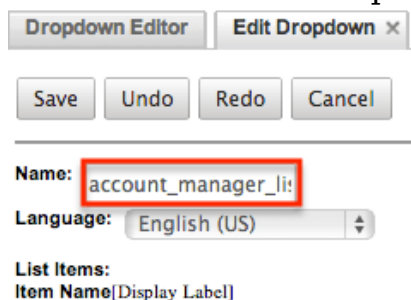 Dropdown Editor Edit Dropdown ×
Save Undo Redo Cancel
Name: account_manager_lis
Language: English (US)
List Items:
Item Name[Display Label]